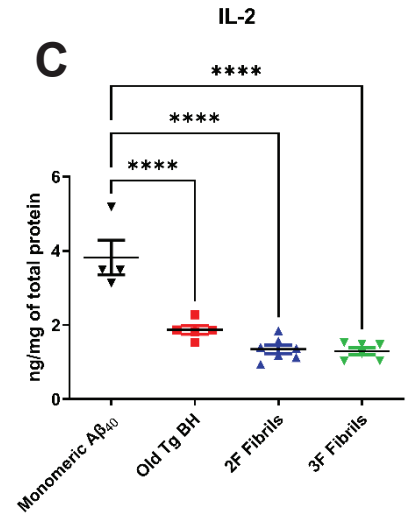 IL-2
C
****
****
****
ng/mg of total protein
6
4
2
0
Monomeric Aβ₄₀
Old Tg BH
2F Fibrils
3F Fibrils